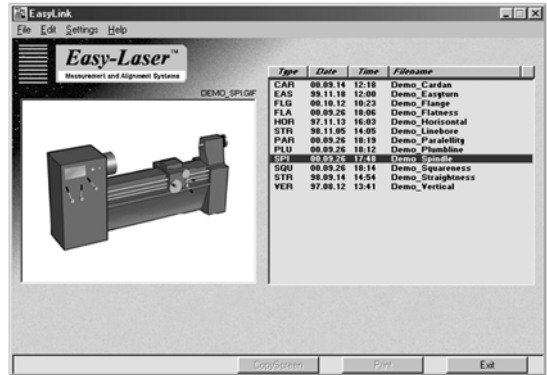 EasyLink
File Edit Settings Help
Easy-Laser™
Measurement and Alignment Systems
DEMO_SPI.GIF
Type Date Time Filename
CAR 00.09.14 12:18 Demo_Cardan
EAS 99.11.18 12:00 Demo_Easyturn
FLG 00.10.12 10:23 Demo_Flange
FLA 00.09.26 18:06 Demo_Flatness
HOR 97.11.13 16:03 Demo_Horisontal
STR 98.11.05 14:05 Demo_Linebore
PAR 00.09.26 18:19 Demo_Paralellity
PLU 00.09.26 18:12 Demo_Plumbline
SPI 00.09.26 17:48 Demo_Spindle
SQU 00.09.26 18:14 Demo_Squareness
STR 98.09.14 14:54 Demo_Straightness
VER 97.08.12 13:41 Demo_Vertical
CopyScreen Print Exit